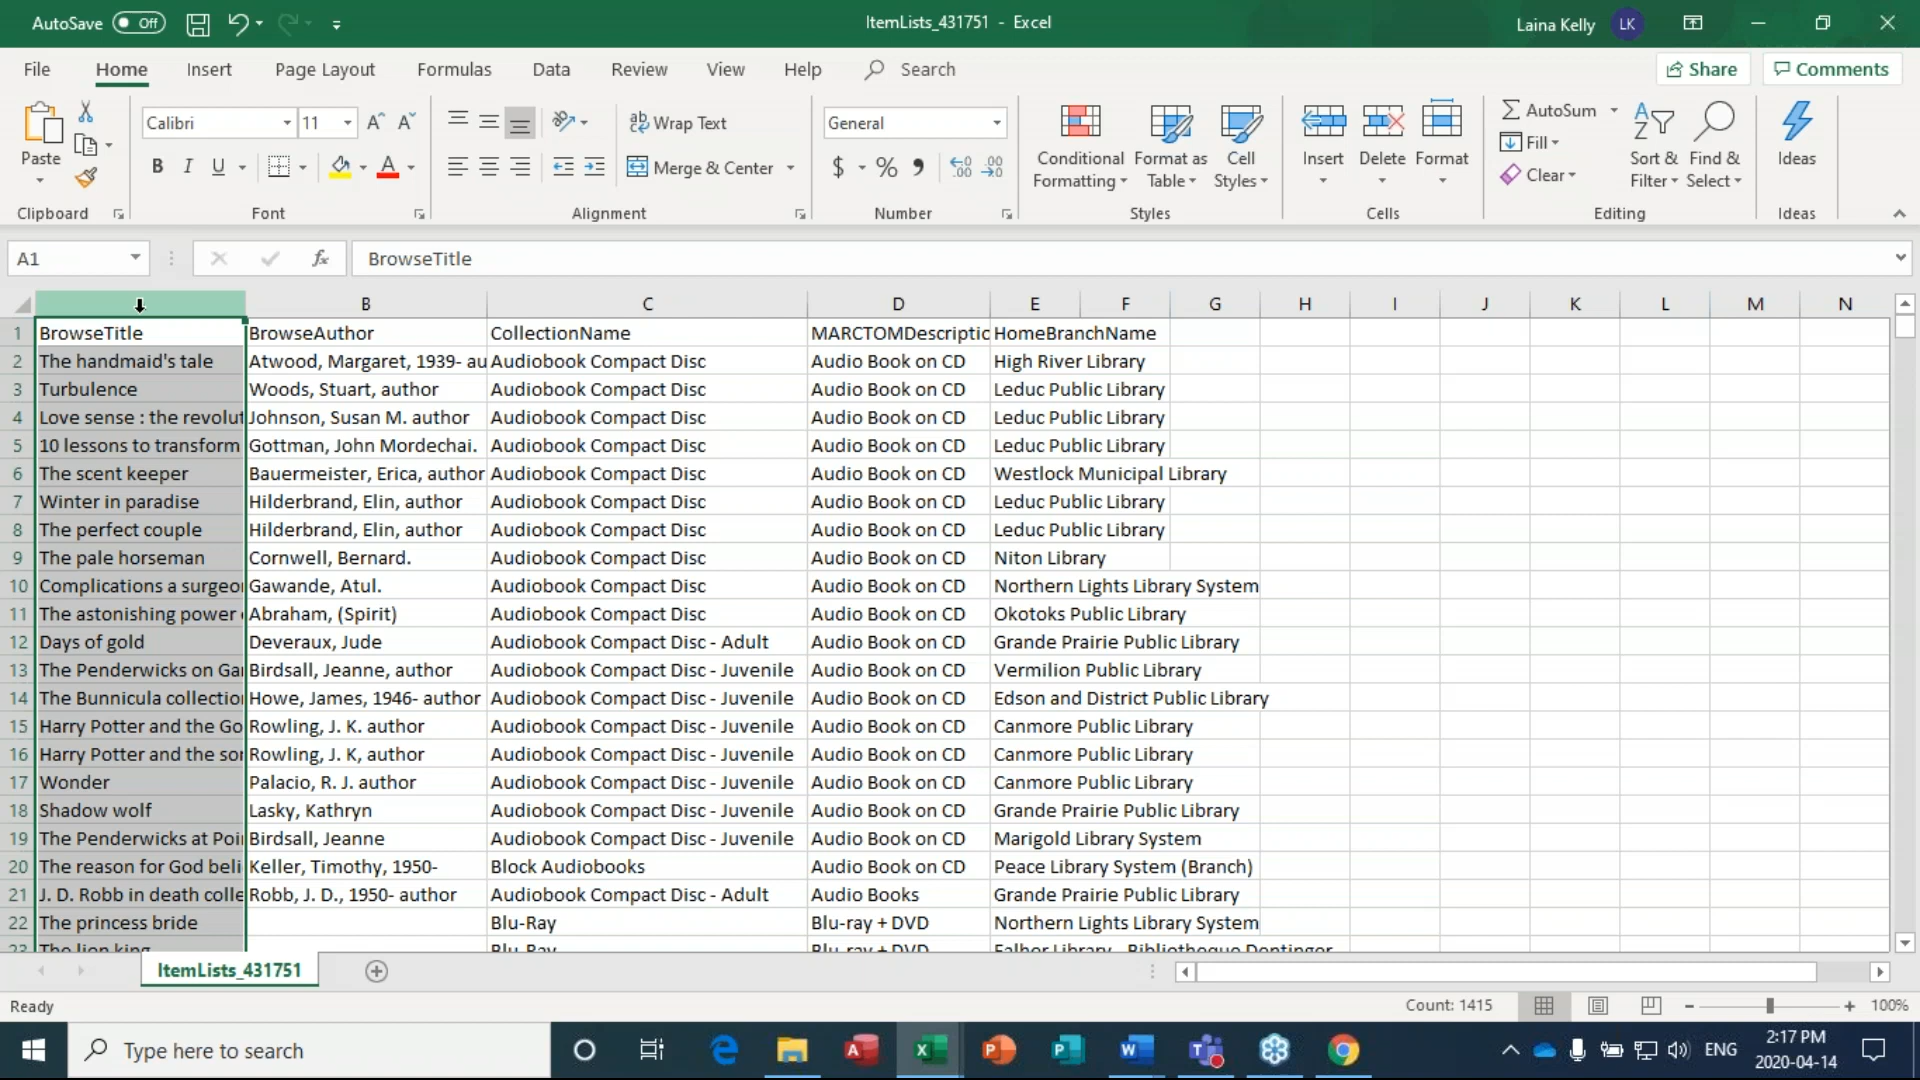 AutoSave Off ItemLists_431751 - Excel Laina Kelly LK
File Home Insert Page Layout Formulas Data Review View Help Search Share Comments
Calibri 11 Wrap Text General AutoSum
Paste B I U Merge & Center $ % , Conditional Formatting Format as Table Cell Styles Insert Delete Format Fill Clear Sort & Filter Find & Select Ideas
Clipboard Font Alignment Number Styles Cells Editing Ideas
A1 fx BrowseTitle
B C D E F G H I J K L M N
1 BrowseTitle BrowseAuthor CollectionName MARCTOMDescriptic HomeBranchName
2 The handmaid's tale Atwood, Margaret, 1939- au Audiobook Compact Disc Audio Book on CD High River Library
3 Turbulence Woods, Stuart, author Audiobook Compact Disc Audio Book on CD Leduc Public Library
4 Love sense : the revolut Johnson, Susan M. author Audiobook Compact Disc Audio Book on CD Leduc Public Library
5 10 lessons to transform Gottman, John Mordechai. Audiobook Compact Disc Audio Book on CD Leduc Public Library
6 The scent keeper Bauermeister, Erica, author Audiobook Compact Disc Audio Book on CD Westlock Municipal Library
7 Winter in paradise Hilderbrand, Elin, author Audiobook Compact Disc Audio Book on CD Leduc Public Library
8 The perfect couple Hilderbrand, Elin, author Audiobook Compact Disc Audio Book on CD Leduc Public Library
9 The pale horseman Cornwell, Bernard. Audiobook Compact Disc Audio Book on CD Niton Library
10 Complications a surgeo Gawande, Atul. Audiobook Compact Disc Audio Book on CD Northern Lights Library System
11 The astonishing power Abraham, (Spirit) Audiobook Compact Disc Audio Book on CD Okotoks Public Library
12 Days of gold Deveraux, Jude Audiobook Compact Disc - Adult Audio Book on CD Grande Prairie Public Library
13 The Penderwicks on Ga Birdsall, Jeanne, author Audiobook Compact Disc - Juvenile Audio Book on CD Vermilion Public Library
14 The Bunnicula collectio Howe, James, 1946- author Audiobook Compact Disc - Juvenile Audio Book on CD Edson and District Public Library
15 Harry Potter and the Go Rowling, J. K. author Audiobook Compact Disc - Juvenile Audio Book on CD Canmore Public Library
16 Harry Potter and the sor Rowling, J. K, author Audiobook Compact Disc - Juvenile Audio Book on CD Canmore Public Library
17 Wonder Palacio, R. J. author Audiobook Compact Disc - Juvenile Audio Book on CD Canmore Public Library
18 Shadow wolf Lasky, Kathryn Audiobook Compact Disc - Juvenile Audio Book on CD Grande Prairie Public Library
19 The Penderwicks at Poi Birdsall, Jeanne Audiobook Compact Disc - Juvenile Audio Book on CD Marigold Library System
20 The reason for God beli Keller, Timothy, 1950- Block Audiobooks Audio Book on CD Peace Library System (Branch)
21 J. D. Robb in death colle Robb, J. D., 1950- author Audiobook Compact Disc - Adult Audio Books Grande Prairie Public Library
22 The princess bride Blu-Ray Blu-ray + DVD Northern Lights Library System
23 The lion king Blu-Ray Blu-ray + DVD
ItemLists_431751
Ready Count: 1415 100%
Type here to search ENG 2:17 PM
2020-04-14